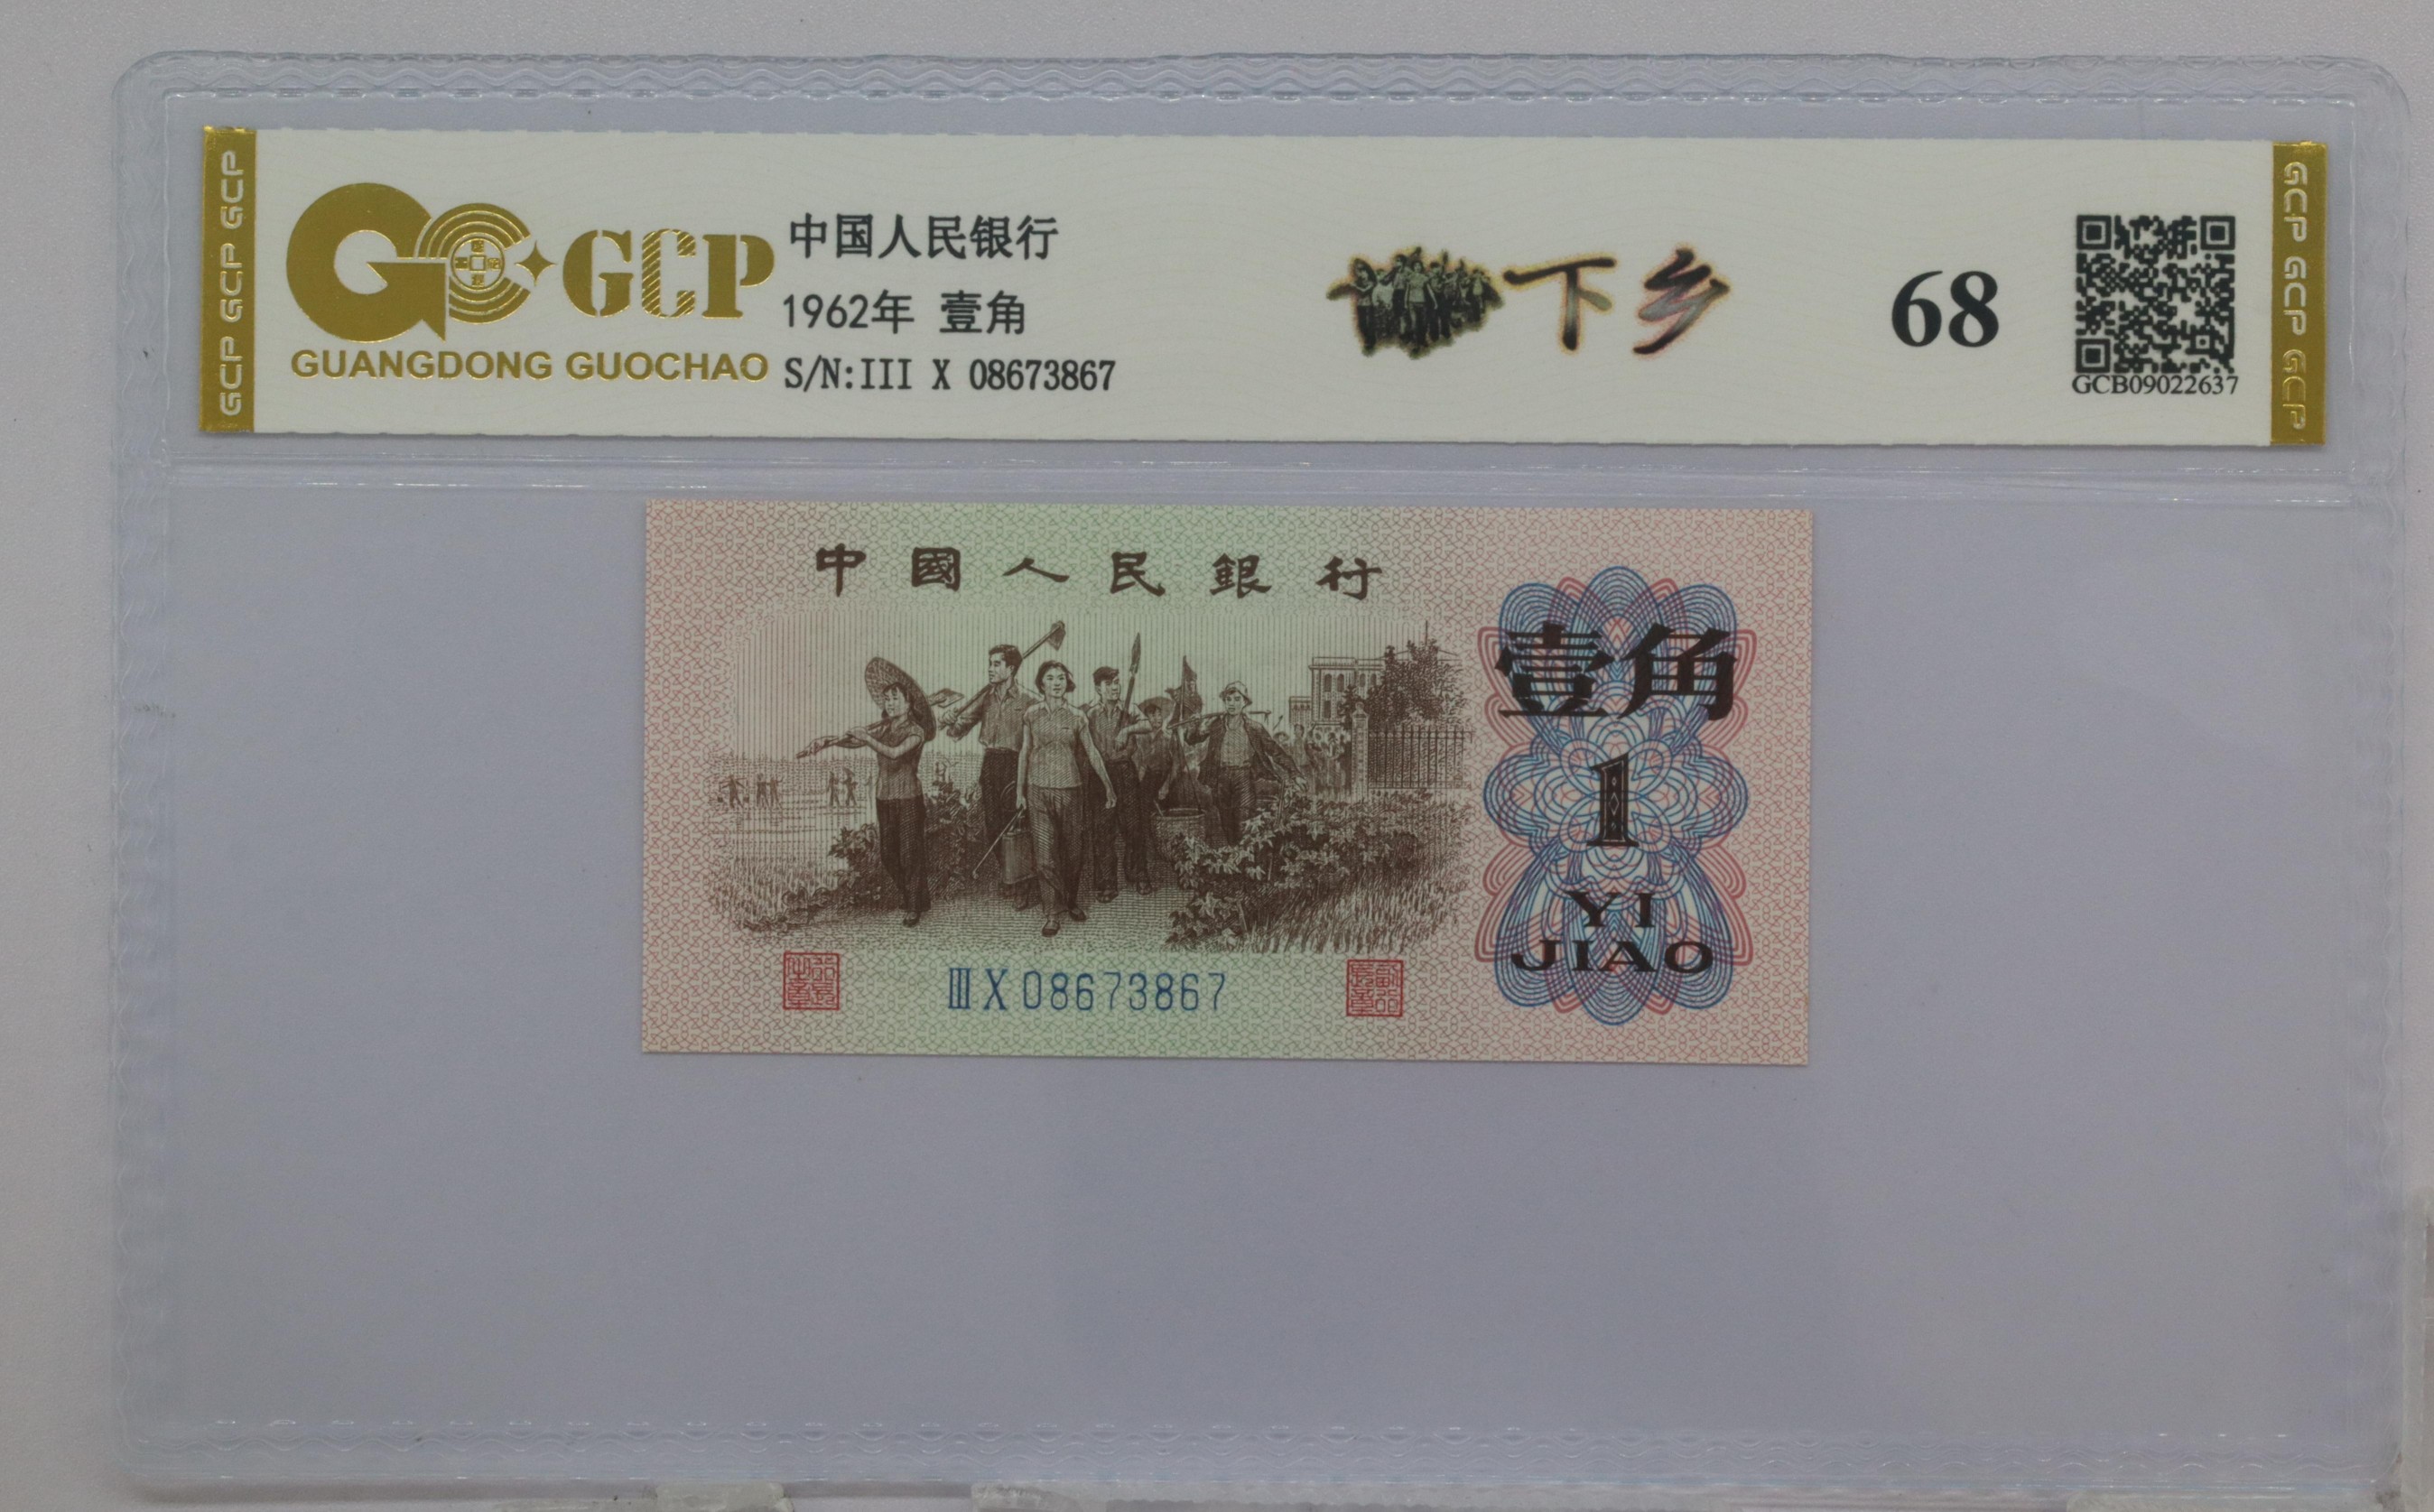 GCP GCP GCP
GCP
GUANGDONG GUOCHAO
中国人民银行
1962年 壹角
S/N:III X 08673867
下乡
68
GCB09022637
GCP GCP GCP
中國人民銀行
壹角
1
YI
JIAO
III X 08673867